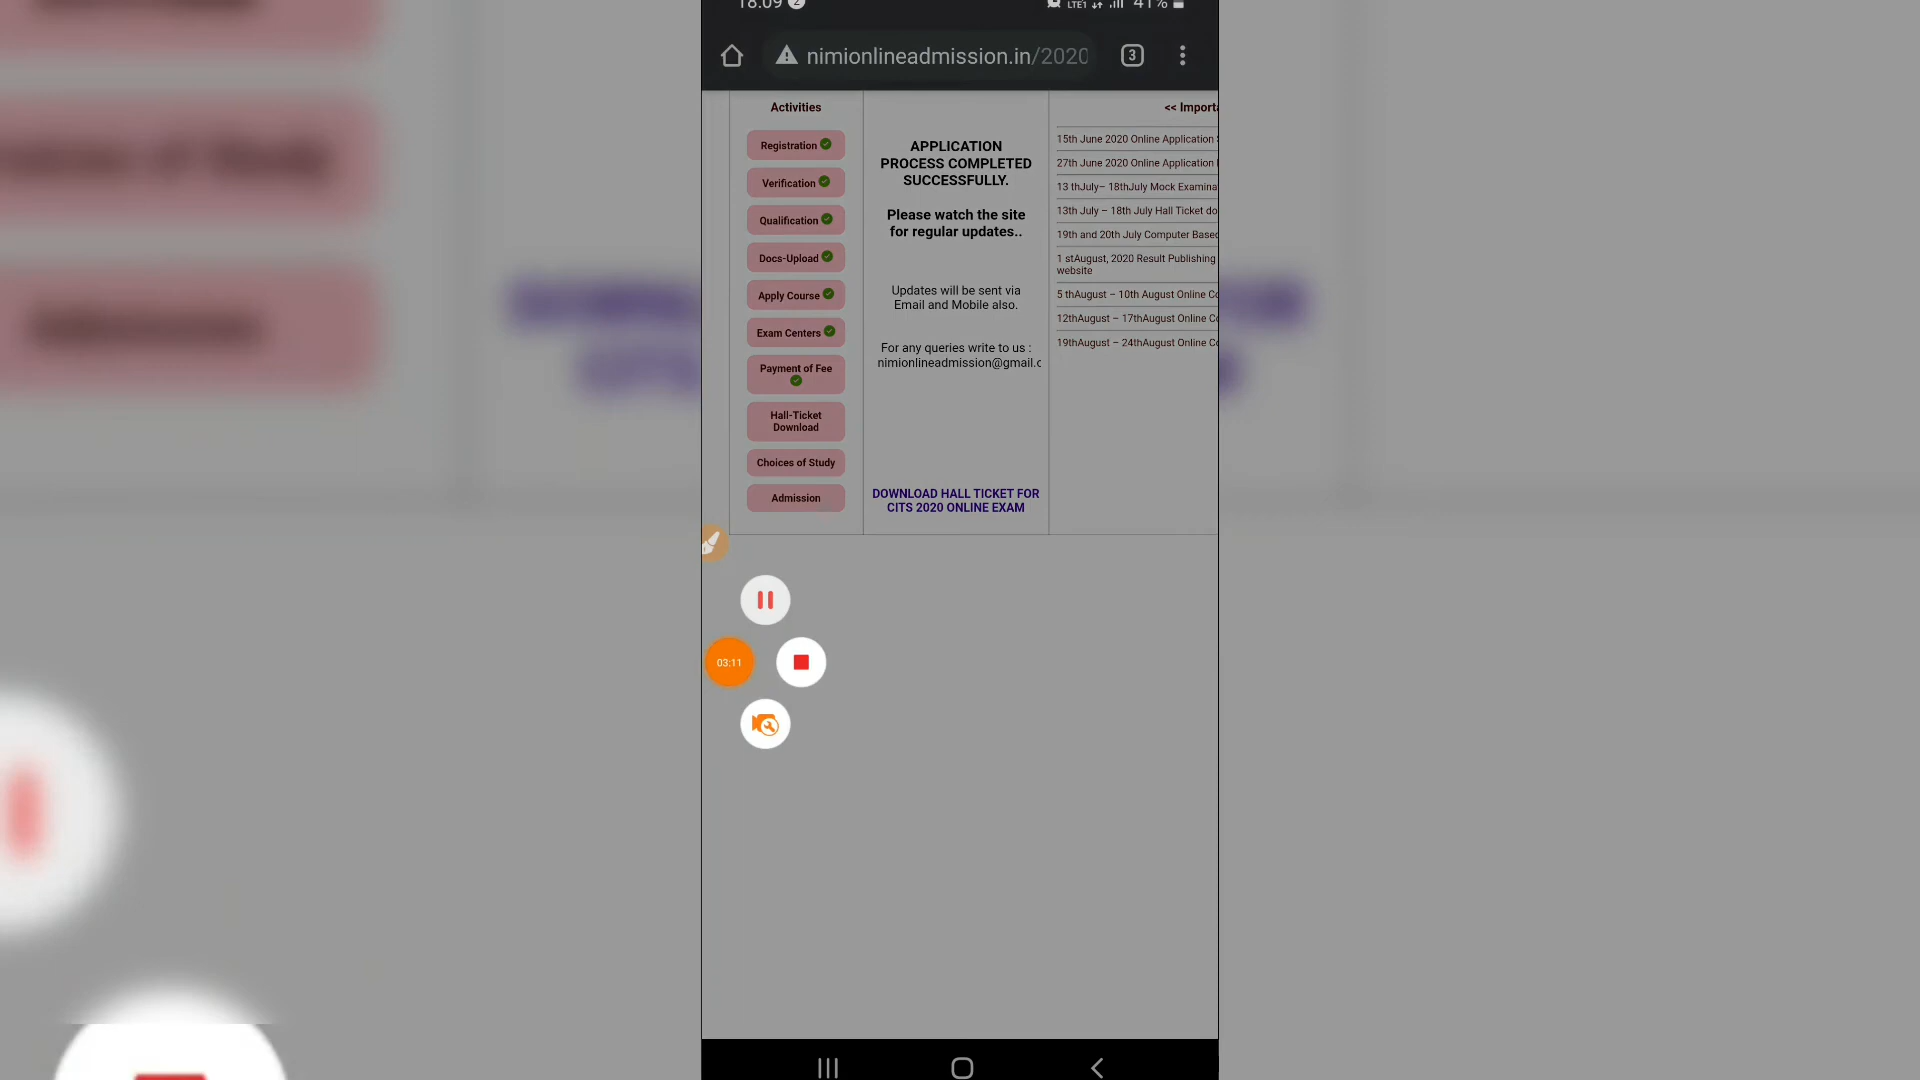 18:09
LTE1
41%
nimionlineadmission.in/2020
3
Activities
Registration
Verification
Qualification
Docs-Upload
Apply Course
Exam Centers
Payment of Fee
Hall-Ticket
Download
Choices of Study
Admission
APPLICATION
PROCESS COMPLETED
SUCCESSFULLY.
Please watch the site
for regular updates..
Updates will be sent via
Email and Mobile also.
For any queries write to us :
nimionlineadmission@gmail.c
DOWNLOAD HALL TICKET FOR
CITS 2020 ONLINE EXAM
<< Importa
15th June 2020 Online Application
27th June 2020 Online Application
13 thJuly– 18thJuly Mock Examina
13th July – 18th July Hall Ticket do
19th and 20th July Computer Based
1 stAugust, 2020 Result Publishing
website
5 thAugust – 10th August Online Co
12thAugust – 17thAugust Online Co
19thAugust – 24thAugust Online Co
03:11